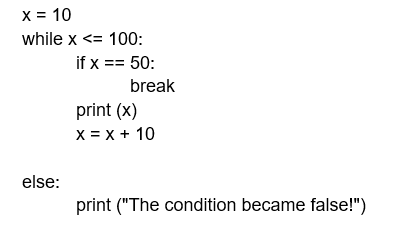 x = 10
while x <= 100:
if x == 50:
break
print (x)
x = x + 10
else:
print ("The condition became false!")